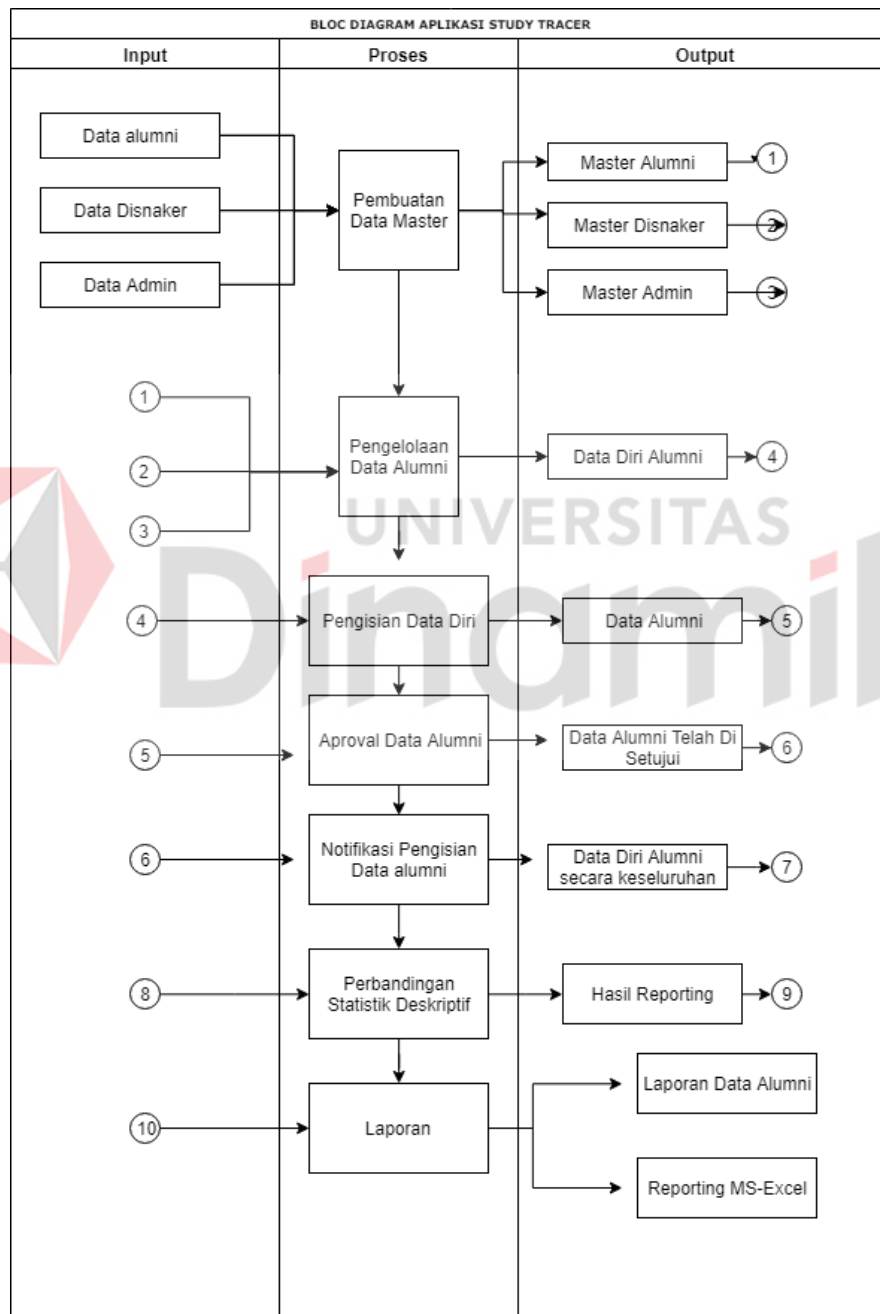 BLOC DIAGRAM APLIKASI STUDY TRACER
Input
Proses
Output
Data alumni
Data Disnaker
Data Admin
Pembuatan
Data Master
Master Alumni
1
Master Disnaker
2
Master Admin
3
1
2
3
Pengelolaan
Data Alumni
Data Diri Alumni
4
UNIVERSITAS
Dinamik
4
Pengisian Data Diri
Data Alumni
5
5
Aproval Data Alumni
Data Alumni Telah Di
Setujui
6
6
Notifikasi Pengisian
Data alumni
Data Diri Alumni
secara keseluruhan
7
8
Perbandingan
Statistik Deskriptif
Hasil Reporting
9
10
Laporan
Laporan Data Alumni
Reporting MS-Excel